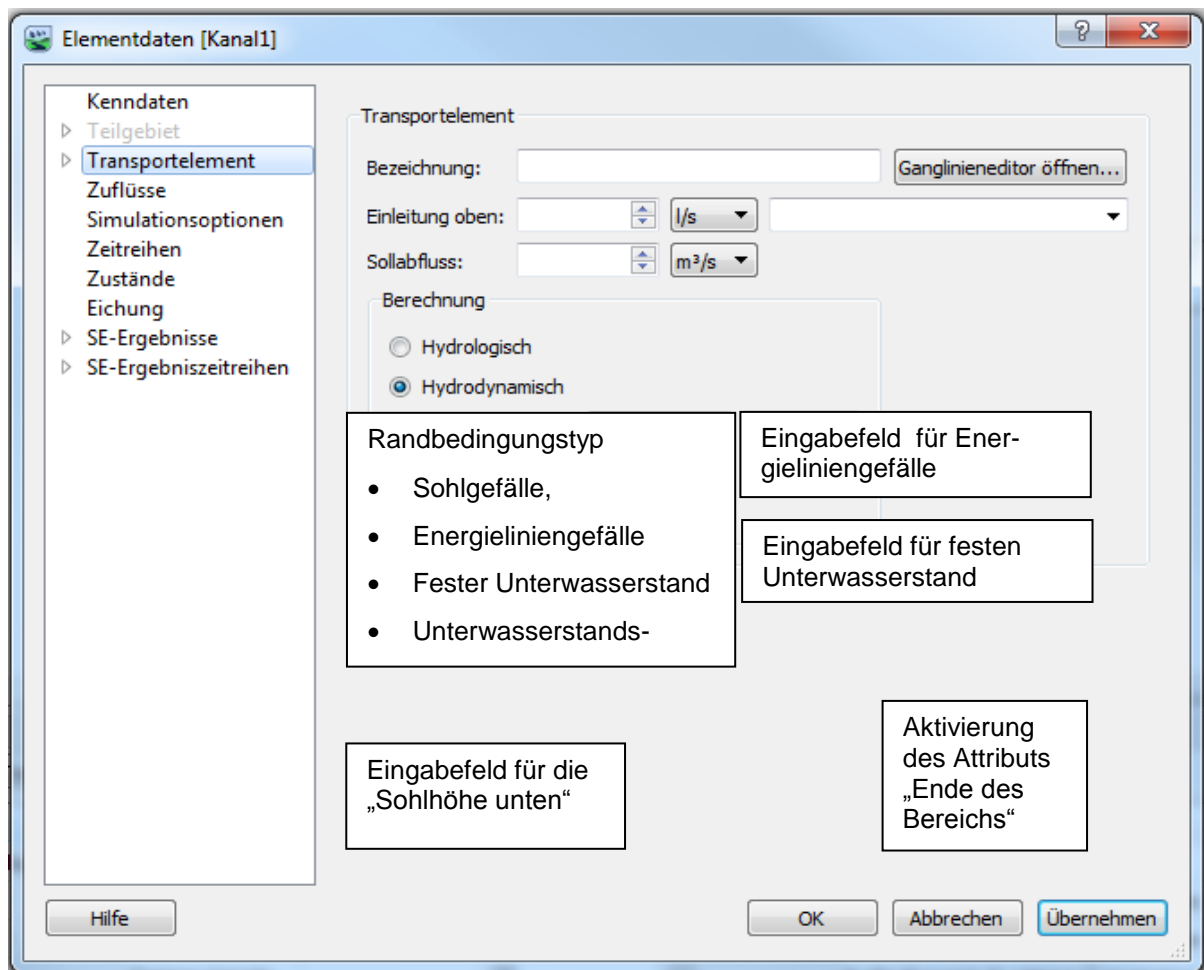 Elementdaten [Kanal1]
Kenndaten
Teilgebiet
Transportelement
Zuflüsse
Simulationsoptionen
Zeitreihen
Zustände
Eichung
SE-Ergebnisse
SE-Ergebniszeitreihen
Transportelement
Bezeichnung:
Ganglinieneditor öffnen...
Einleitung oben:
l/s
Sollabfluss:
m³/s
Berechnung
Hydrologisch
Hydrodynamisch
Randbedingungstyp
• Sohlgefälle,
• Energieliniengefälle
• Fester Unterwasserstand
• Unterwasserstands-
Eingabefeld für Ener-
gieliniengefälle
Eingabefeld für festen
Unterwasserstand
Eingabefeld für die
„Sohlhöhe unten“
Aktivierung
des Attributs
„Ende des
Bereichs“
Hilfe
OK
Abbrechen
Übernehmen